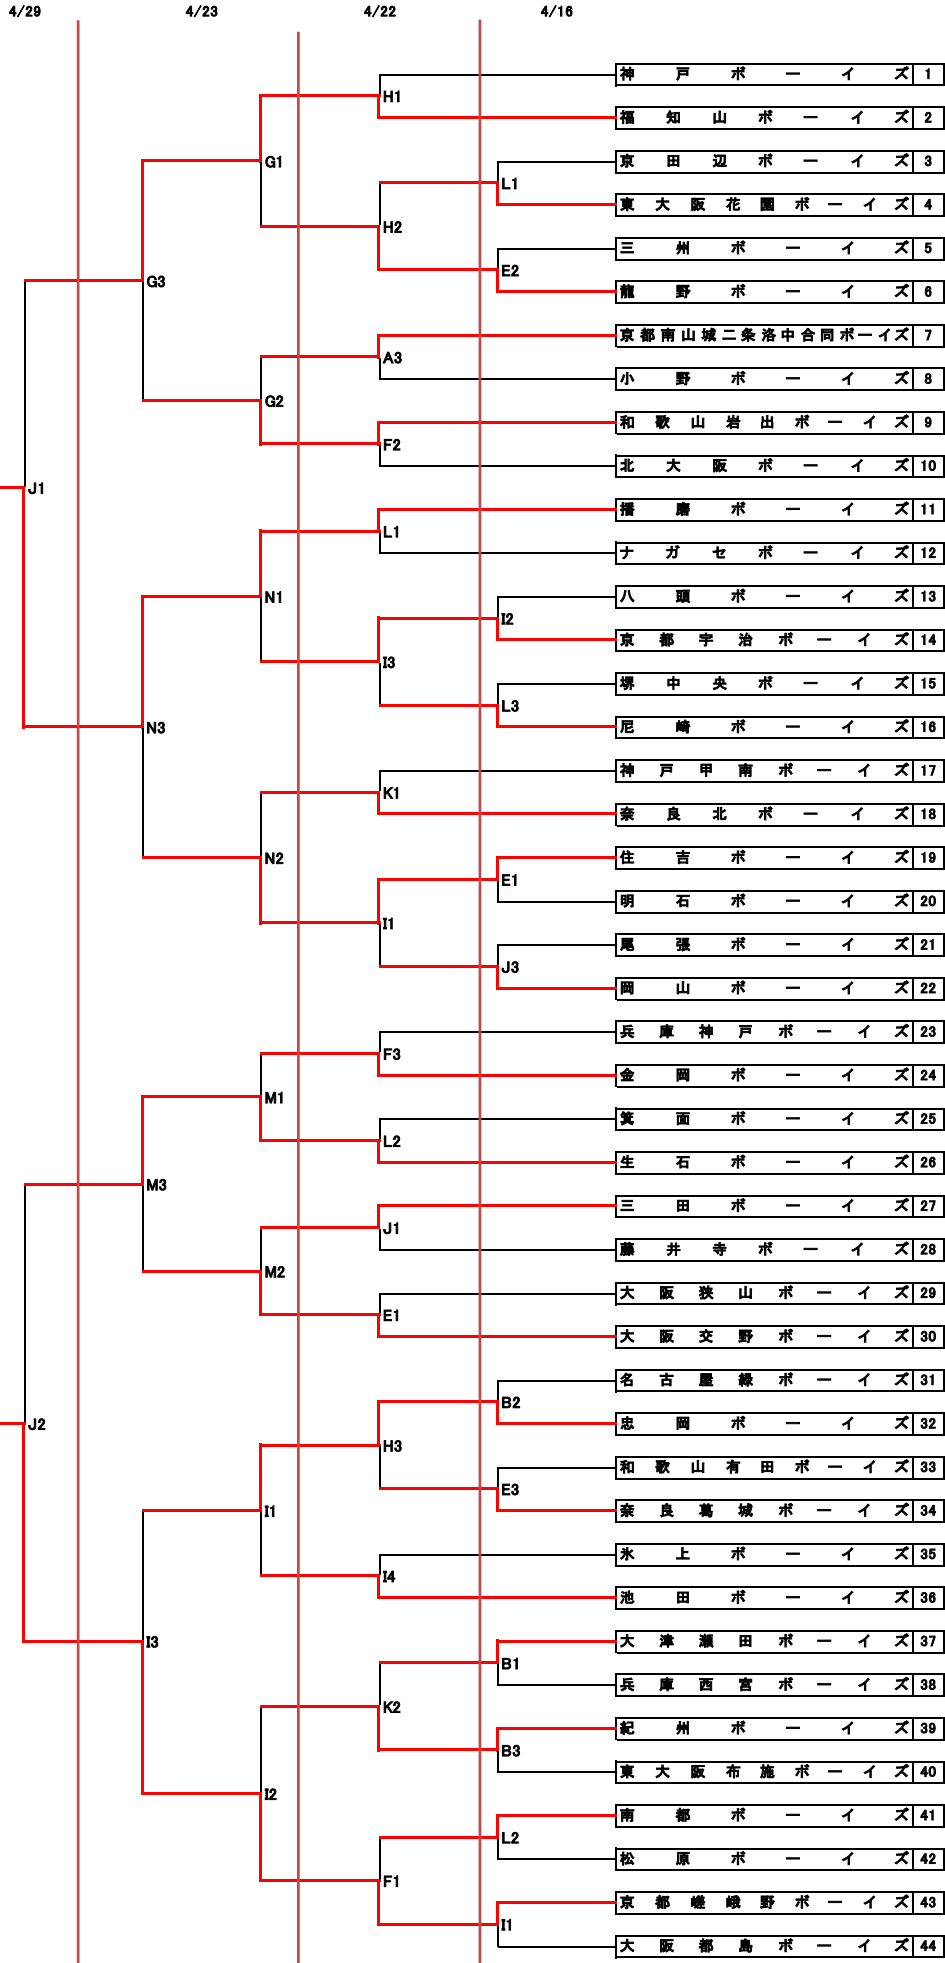 4/29 4/23 4/22 4/16
神戸ボーイズ 1
H1
福知山ボーイズ 2
京田辺ボーイズ 3
G1
L1
東大阪花園ボーイズ 4
H2
三州ボーイズ 5
E2
G3
龍野ボーイズ 6
京都南山城二条洛中合同ボーイズ 7
A3
小野ボーイズ 8
G2
和歌山岩出ボーイズ 9
F2
北大阪ボーイズ 10
J1
播磨ボーイズ 11
L1
ナガセボーイズ 12
N1
八頭ボーイズ 13
I2
京都宇治ボーイズ 14
I3
堺中央ボーイズ 15
L3
N3
尼崎ボーイズ 16
神戸甲南ボーイズ 17
K1
奈良北ボーイズ 18
N2
住吉ボーイズ 19
E1
明石ボーイズ 20
I1
尾張ボーイズ 21
J3
岡山ボーイズ 22
兵庫神戸ボーイズ 23
F3
金岡ボーイズ 24
M1
箕面ボーイズ 25
L2
生石ボーイズ 26
M3
三田ボーイズ 27
J1
藤井寺ボーイズ 28
M2
大阪狭山ボーイズ 29
E1
大阪交野ボーイズ 30
名古屋緑ボーイズ 31
B2
J2
忠岡ボーイズ 32
H3
和歌山有田ボーイズ 33
E3
I1
奈良葛城ボーイズ 34
氷上ボーイズ 35
I4
池田ボーイズ 36
I3
大津瀬田ボーイズ 37
B1
兵庫西宮ボーイズ 38
K2
紀州ボーイズ 39
B3
東大阪布施ボーイズ 40
I2
南都ボーイズ 41
L2
松原ボーイズ 42
F1
京都嵯峨野ボーイズ 43
I1
大阪都島ボーイズ 44